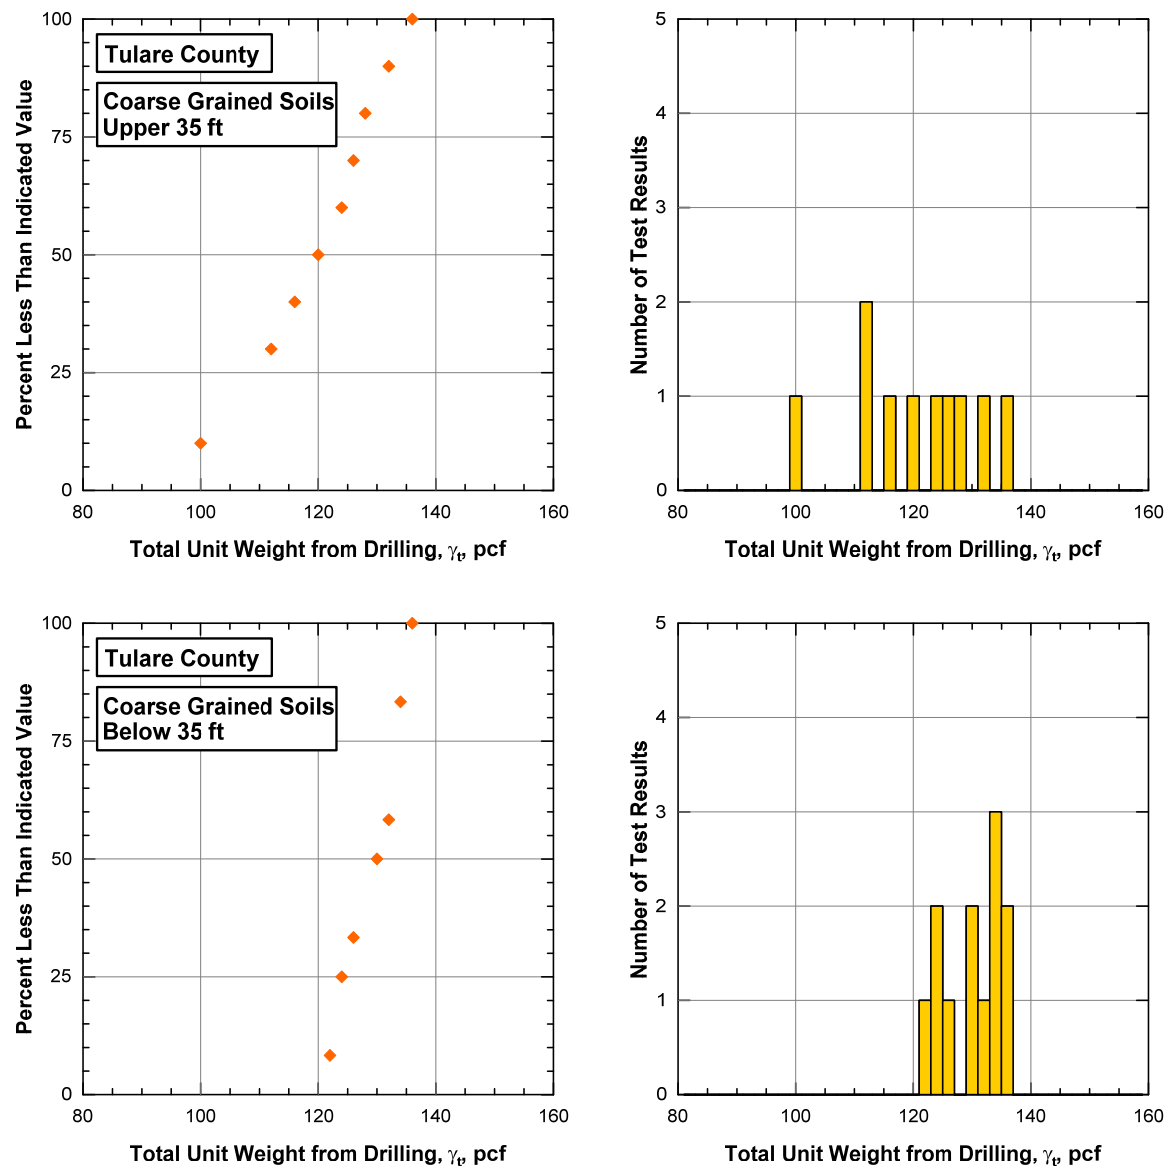 100
75
50
25
0
Percent Less Than Indicated Value
Tulare County
Coarse Grained Soils
Upper 35 ft
80 100 120 140 160
Total Unit Weight from Drilling, γt, pcf
5
4
3
2
1
0
Number of Test Results
80 100 120 140 160
Total Unit Weight from Drilling, γt, pcf
100
75
50
25
0
Percent Less Than Indicated Value
Tulare County
Coarse Grained Soils
Below 35 ft
80 100 120 140 160
Total Unit Weight from Drilling, γt, pcf
5
4
3
2
1
0
Number of Test Results
80 100 120 140 160
Total Unit Weight from Drilling, γt, pcf